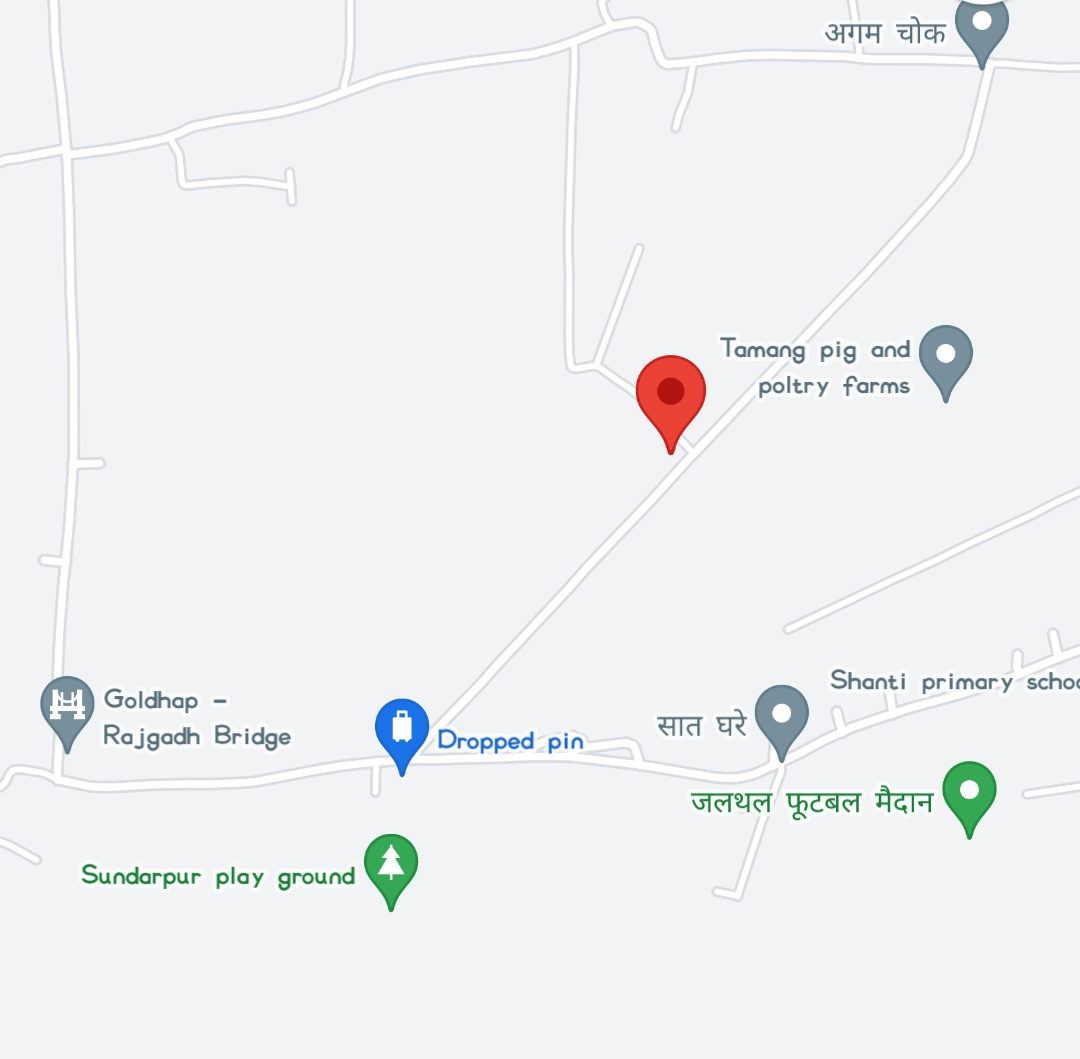 अगम चोक
Tamang pig and
poltry farms
Shanti primary schoo
Goldhap -
Rajgadh Bridge
सात घरे
Dropped pin
जलथल फूटबल मैदान
Sundarpur play ground